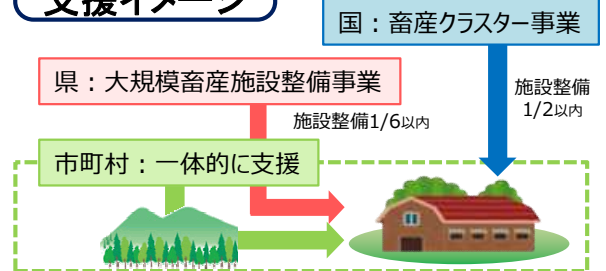 支援イメージ
国：畜産クラスター事業
県：大規模畜産施設整備事業
施設整備
1/2以内
施設整備1/6以内
市町村：一体的に支援